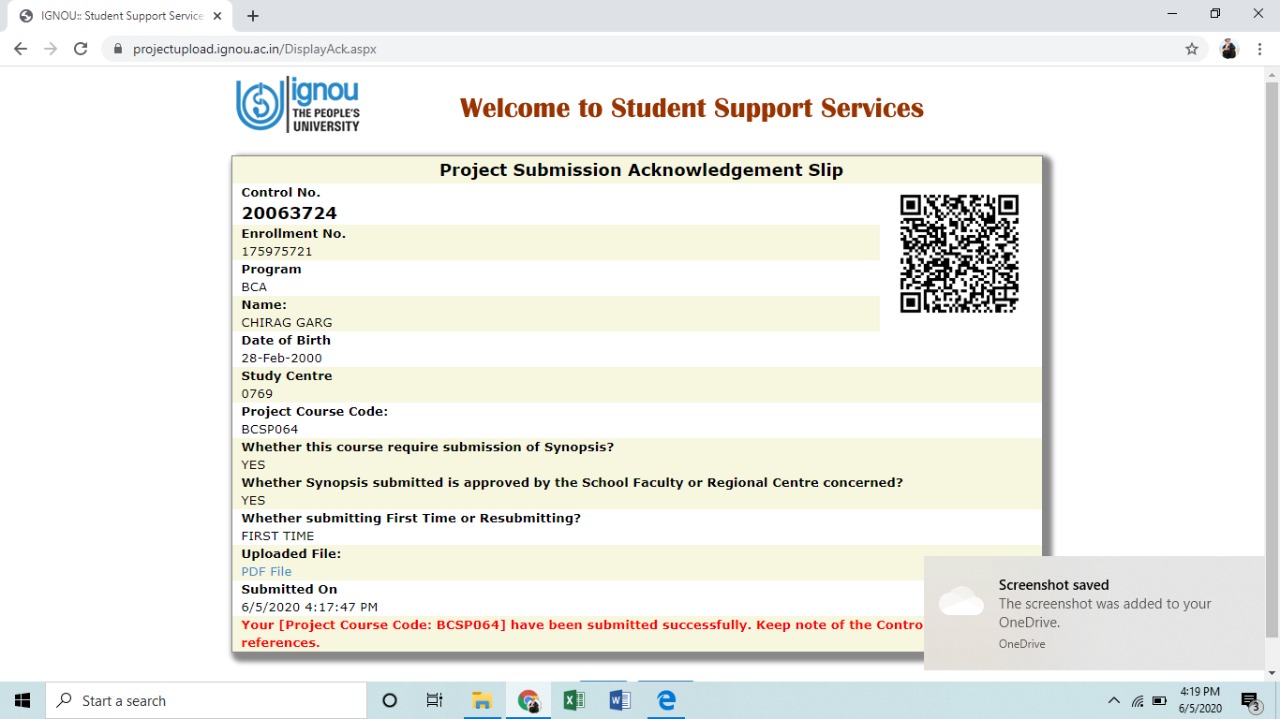 IGNOU:: Student Support Service
projectupload.ignou.ac.in/DisplayAck.aspx
ignou
THE PEOPLE'S
UNIVERSITY
Welcome to Student Support Services
Project Submission Acknowledgement Slip
Control No.
20063724
Enrollment No.
175975721
Program
BCA
Name:
CHIRAG GARG
Date of Birth
28-Feb-2000
Study Centre
0769
Project Course Code:
BCSP064
Whether this course require submission of Synopsis?
YES
Whether Synopsis submitted is approved by the School Faculty or Regional Centre concerned?
YES
Whether submitting First Time or Resubmitting?
FIRST TIME
Uploaded File:
PDF File
Submitted On
6/5/2020 4:17:47 PM
Your [Project Course Code: BCSP064] have been submitted successfully. Keep note of the Contro
references.
Screenshot saved
The screenshot was added to your
OneDrive.
OneDrive
Start a search
4:19 PM
6/5/2020
3